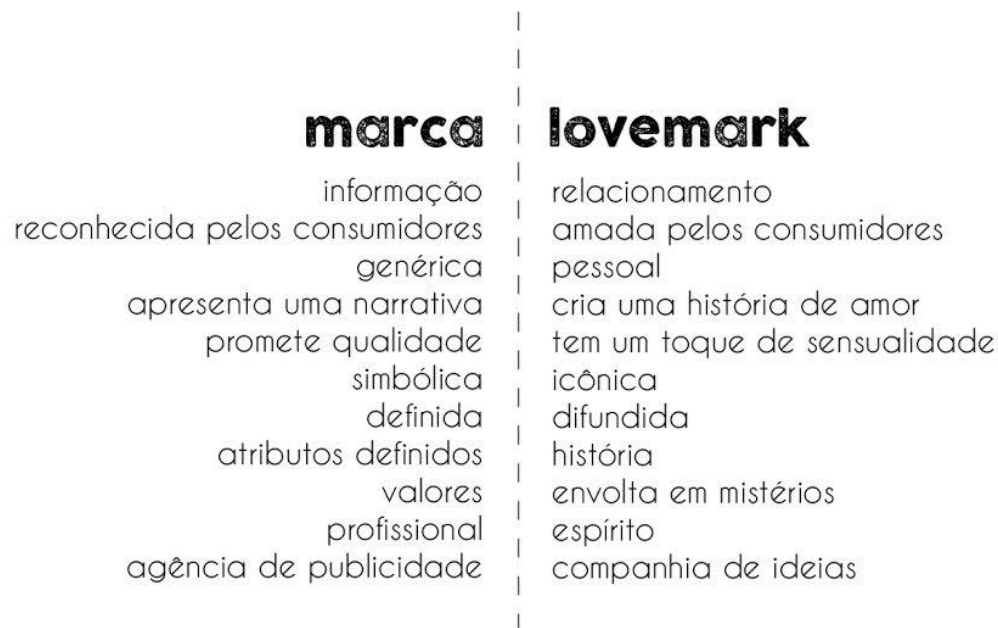 marca
informação
reconhecida pelos consumidores
genérica
apresenta uma narrativa
promete qualidade
simbólica
definida
atributos definidos
valores
profissional
agência de publicidade
lovemark
relacionamento
amada pelos consumidores
pessoal
cria uma história de amor
tem um toque de sensualidade
icônica
difundida
história
envolta em mistérios
espírito
companhia de ideias